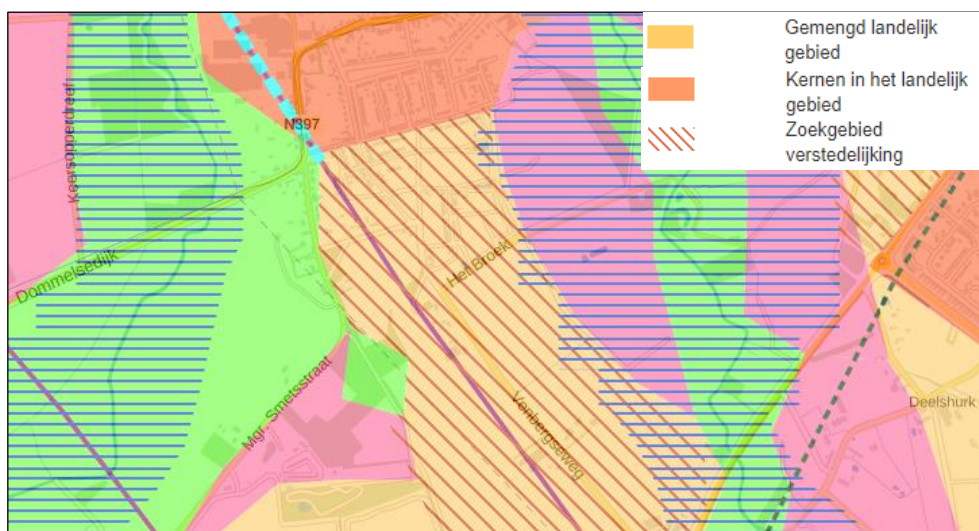 Gemengd landelijk
gebied
Kernen in het landelijk
gebied
Zoekgebied
verstedelijking
Keersopperdreef
N397
Dommelsedijk
Het Broek
Mgr. Smetsstraat
Venbergseweg
Deelshurk